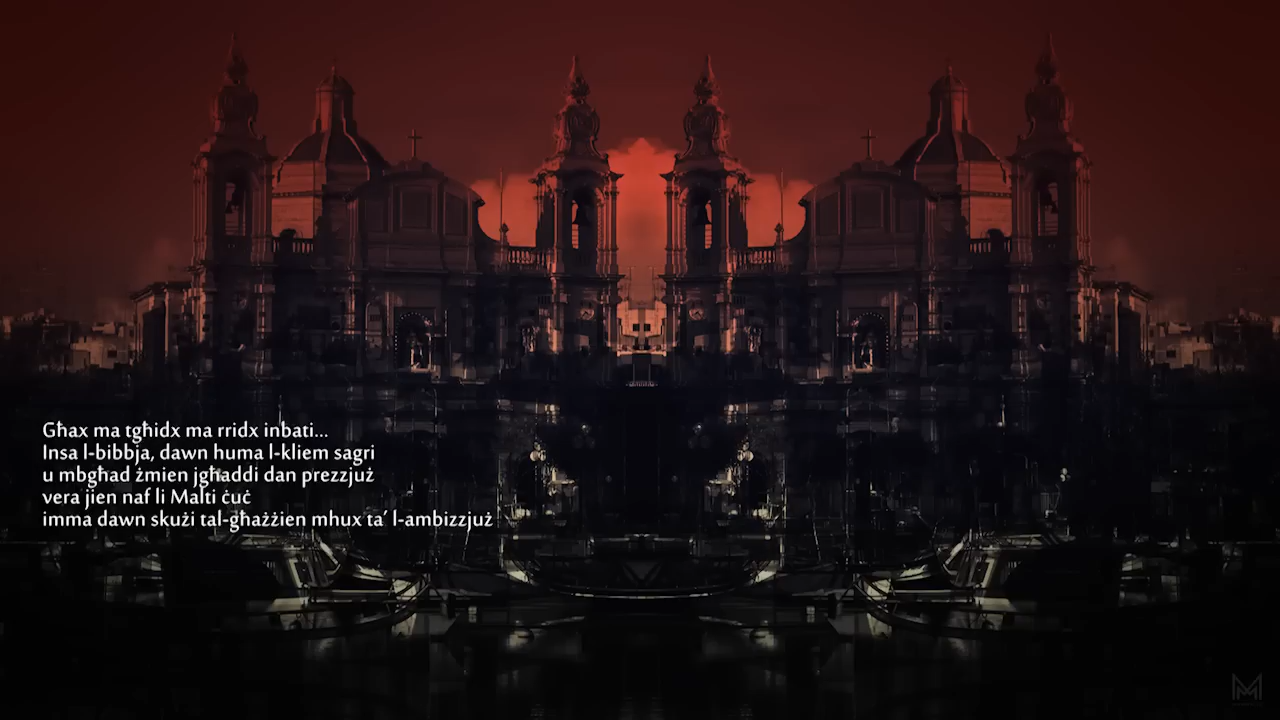 Għax ma tgħidx ma rridx inbati...
Insa l-bibbja, dawn huma l-kliem sagri
u mbgħad żmien jgħaddi dan prezzjuż
vera jien naf li Malti ċuċ
imma dawn skużi tal-għażżien mhux ta' l-ambizzjuż